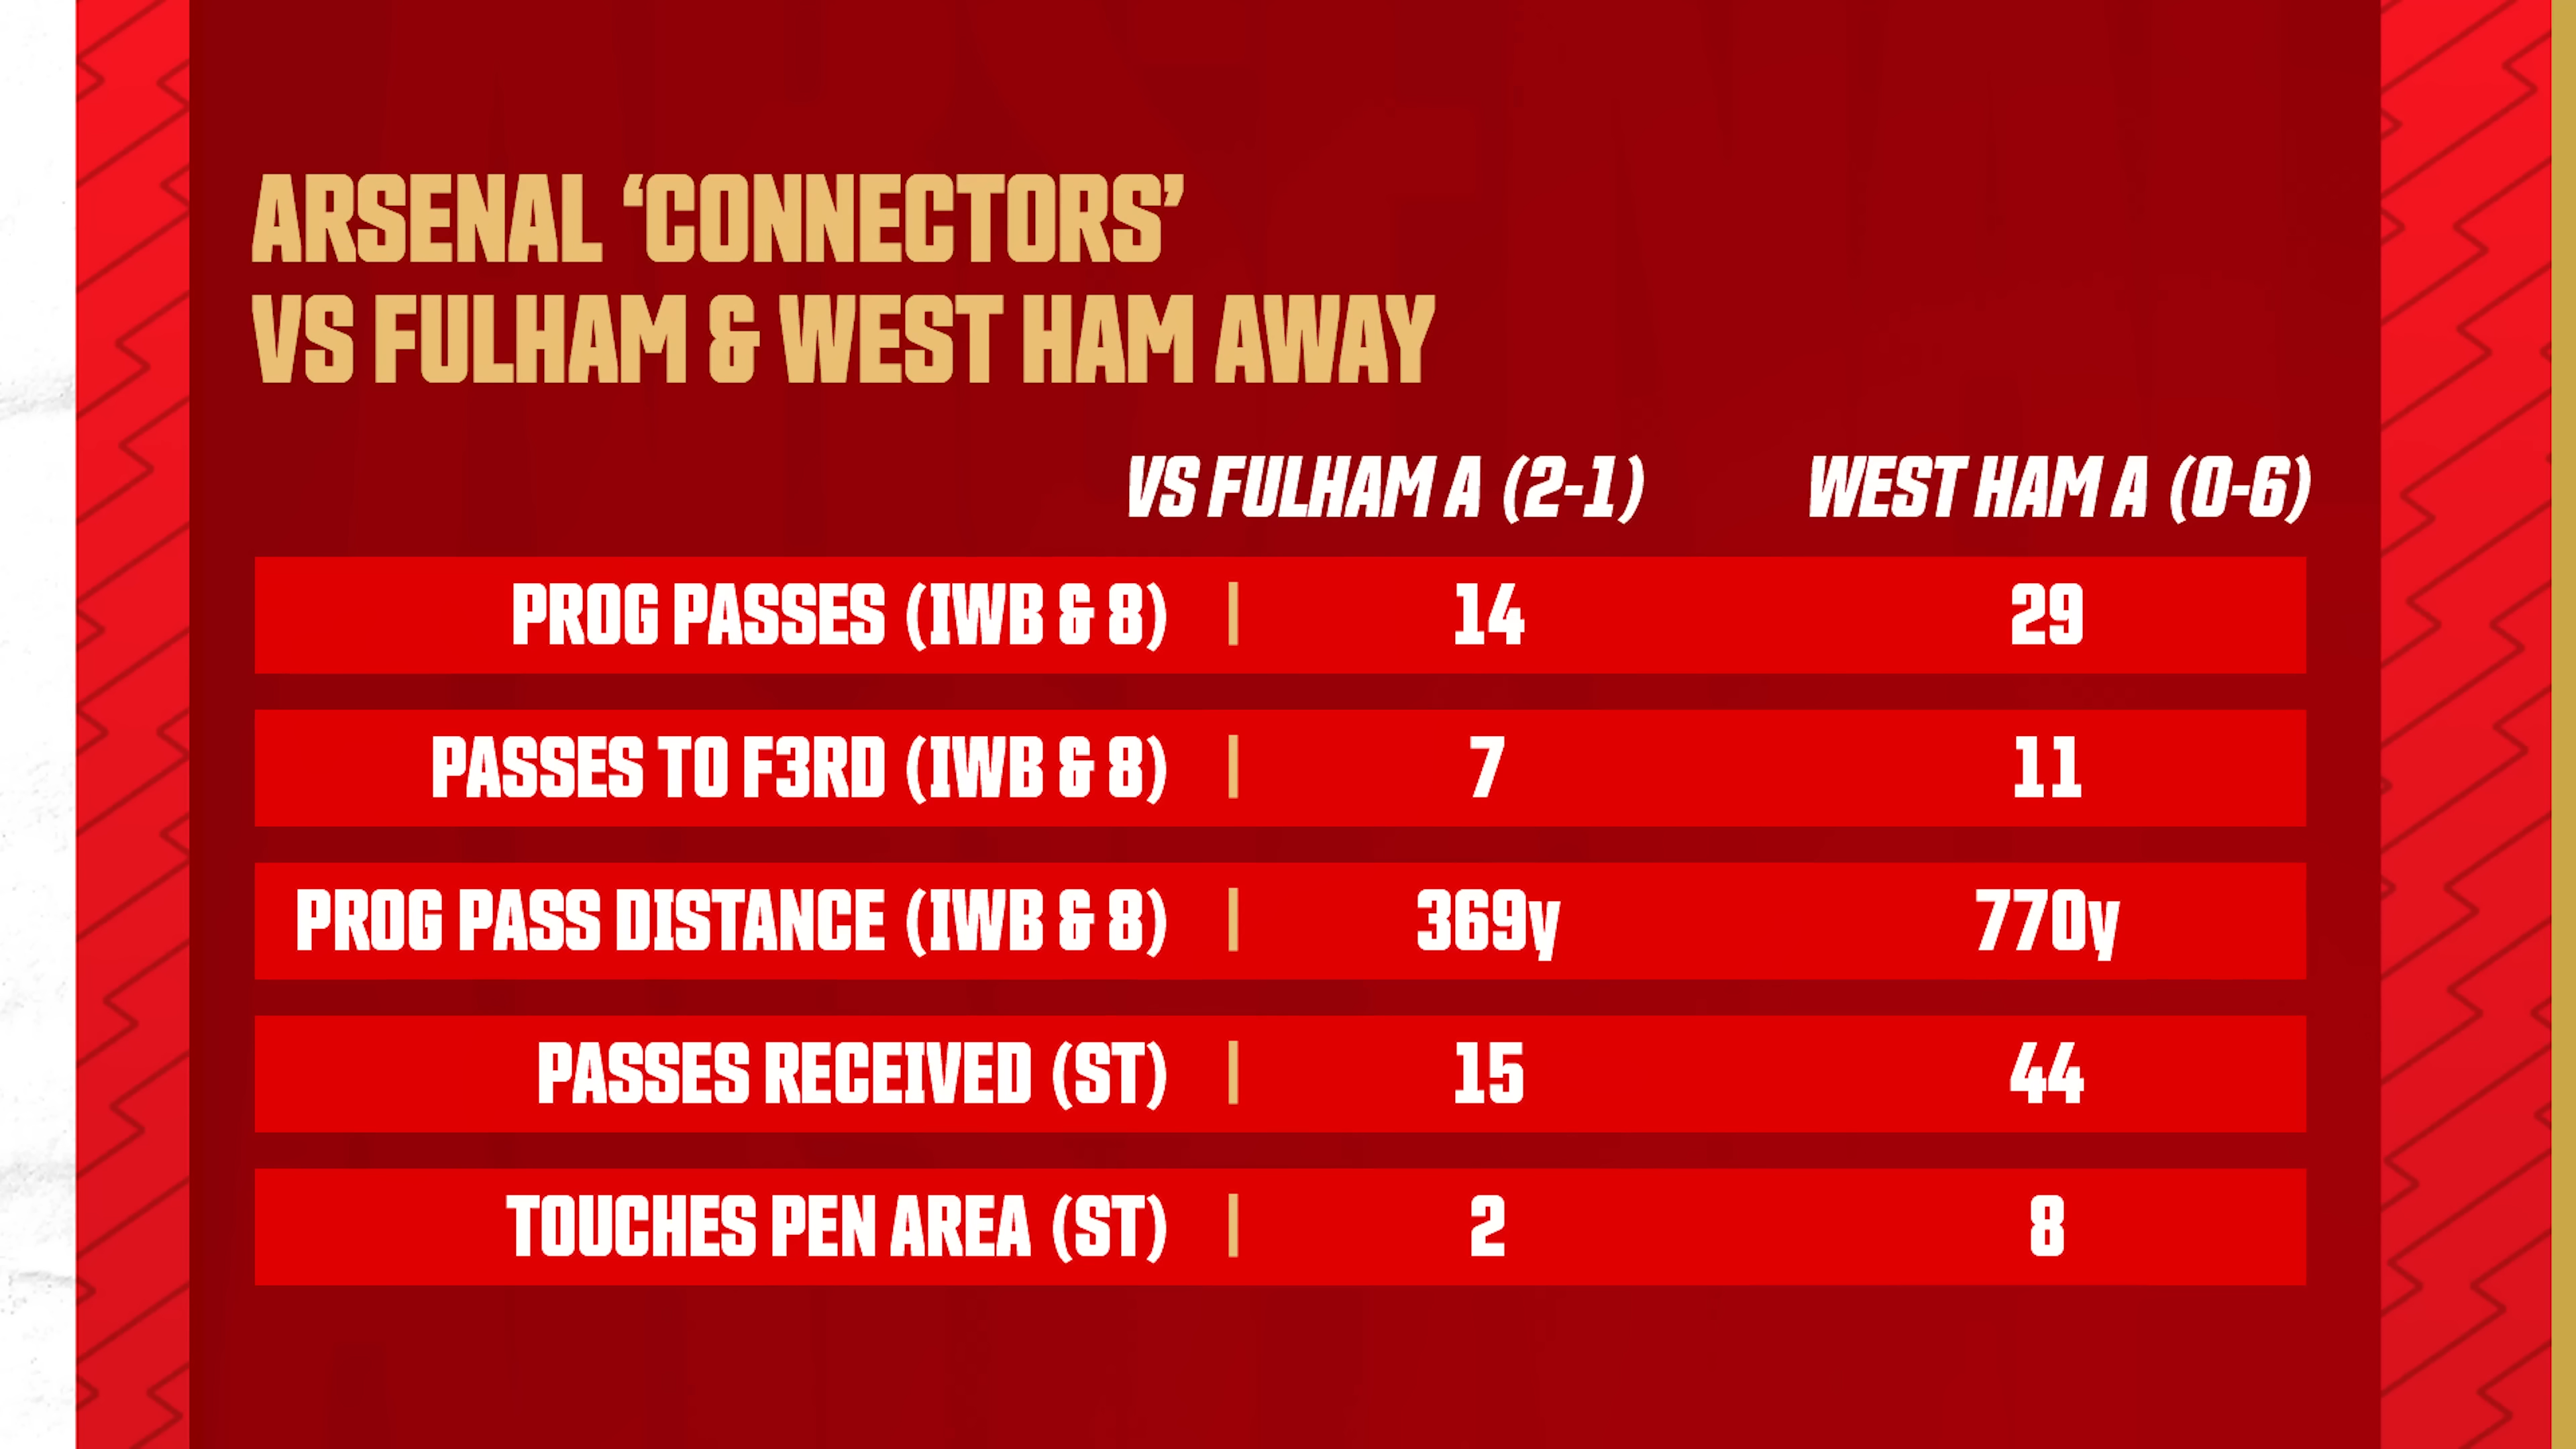 ARSENAL ‘CONNECTORS’
VS FULHAM & WEST HAM AWAY
VS FULHAM A (2-1) WEST HAM A (0-6)
PROG PASSES (IWB & 8) | 14 29
PASSES TO F3RD (IWB & 8) | 7 11
PROG PASS DISTANCE (IWB & 8) | 369y 770y
PASSES RECEIVED (ST) | 15 44
TOUCHES PEN AREA (ST) | 2 8